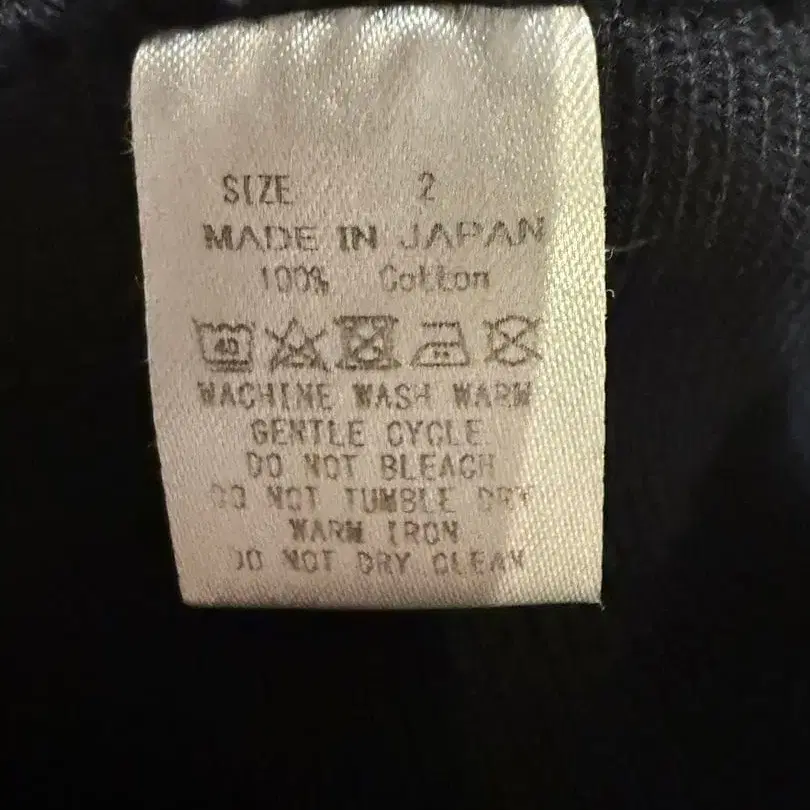 SIZE 2
MADE IN JAPAN
100% Cotton
40
MACHINE WASH WARM
GENTLE CYCLE
DO NOT BLEACH
DO NOT TUMBLE DRY
WARM IRON
DO NOT DRY CLEAN